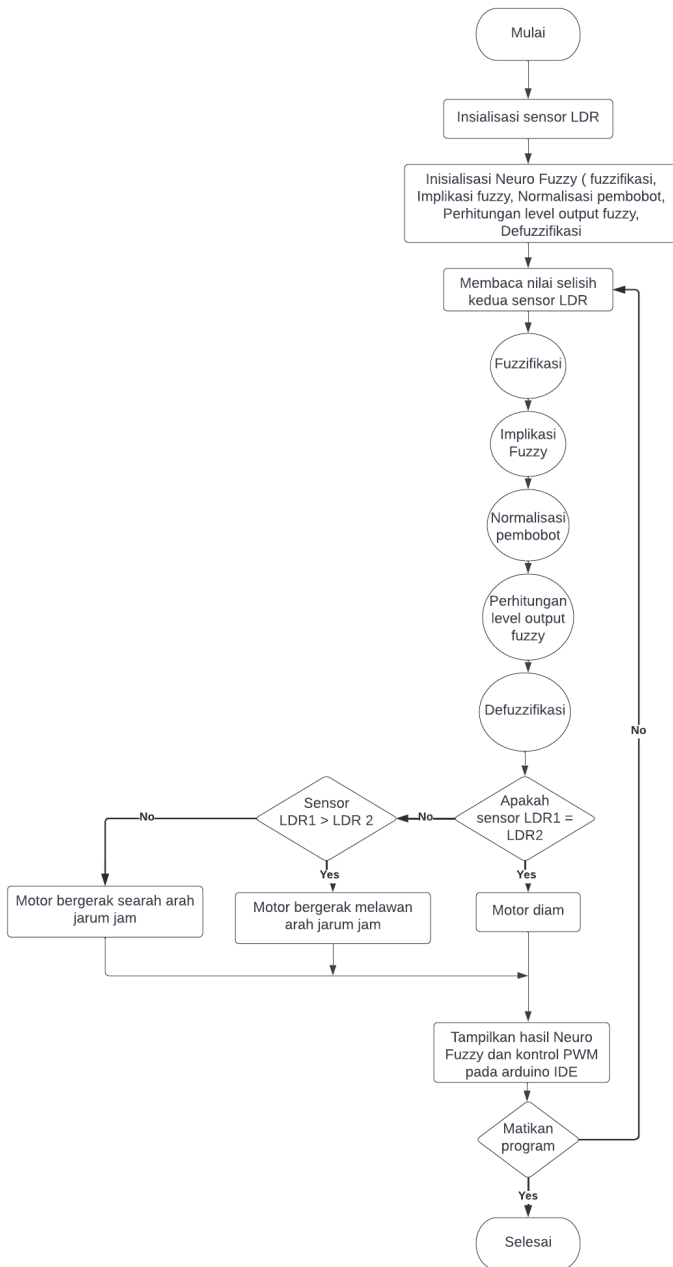 Mulai
Insialisasi sensor LDR
Inisialisasi Neuro Fuzzy ( fuzzifikasi,
Implikasi fuzzy, Normalisasi pembobot,
Perhitungan level output fuzzy,
Defuzzifikasi
Membaca nilai selisih
kedua sensor LDR
Fuzzifikasi
Implikasi
Fuzzy
Normalisasi
pembobot
Perhitungan
level output
fuzzy
Defuzzifikasi
No
Apakah
sensor LDR1 =
LDR2
No
Sensor
LDR1 > LDR 2
No
Yes
Yes
Motor bergerak searah arah
jarum jam
Motor bergerak melawan
arah jarum jam
Motor diam
Tampilkan hasil Neuro
Fuzzy dan kontrol PWM
pada arduino IDE
Matikan
program
Yes
Selesai